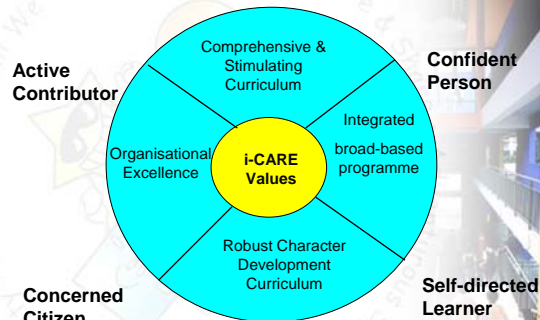 Comprehensive &
Stimulating
Curriculum
Active
Contributor
Confident
Person
Integrated
broad-based
programme
Organisational
Excellence
i-CARE
Values
Robust Character
Development
Curriculum
Concerned
Citizen
Self-directed
Learner